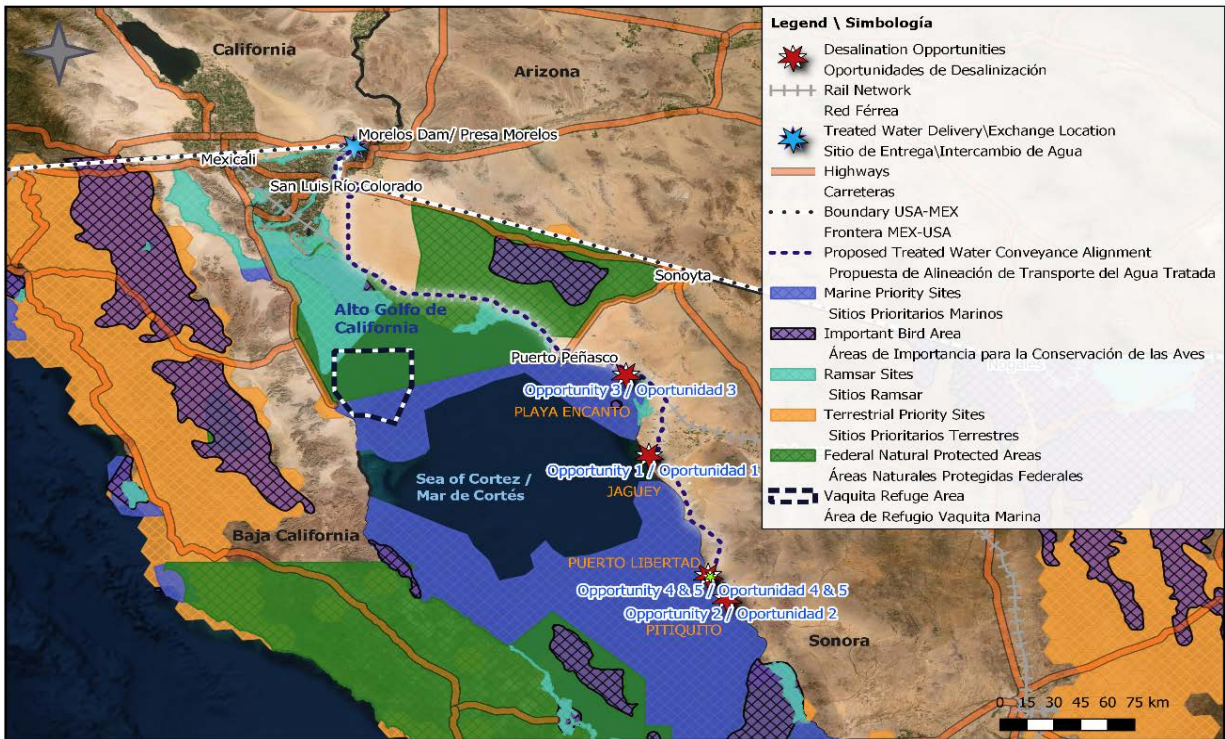 California
Arizona
Morelos Dam/ Presa Morelos
Mexicali
San Luis Río Colorado
Sonoyta
Alto Golfo de
California
Puerto Peñasco
Opportunity 3 / Oportunidad 3
PLAYA ENCANTO
Opportunity 1 / Oportunidad 1
JAGUEY
Sea of Cortez /
Mar de Cortés
Baja California
PUERTO LIBERTAD
Opportunity 4 & 5 / Oportunidad 4 & 5
Opportunity 2 / Oportunidad 2
PITIQUITO
Sonora
0 15 30 45 60 75 km
Legend \ Simbología
Desalination Opportunities
Oportunidades de Desalinización
Rail Network
Red Férrea
Treated Water Delivery\Exchange Location
Sitio de Entrega\Intercambio de Agua
Highways
Carreteras
Boundary USA-MEX
Frontera MEX-USA
Proposed Treated Water Conveyance Alignment
Propuesta de Alineación de Transporte del Agua Tratada
Marine Priority Sites
Sitios Prioritarios Marinos
Important Bird Area
Áreas de Importancia para la Conservación de las Aves
Ramsar Sites
Sitios Ramsar
Terrestrial Priority Sites
Sitios Prioritarios Terrestres
Federal Natural Protected Areas
Áreas Naturales Protegidas Federales
Vaquita Refuge Area
Área de Refugio Vaquita Marina